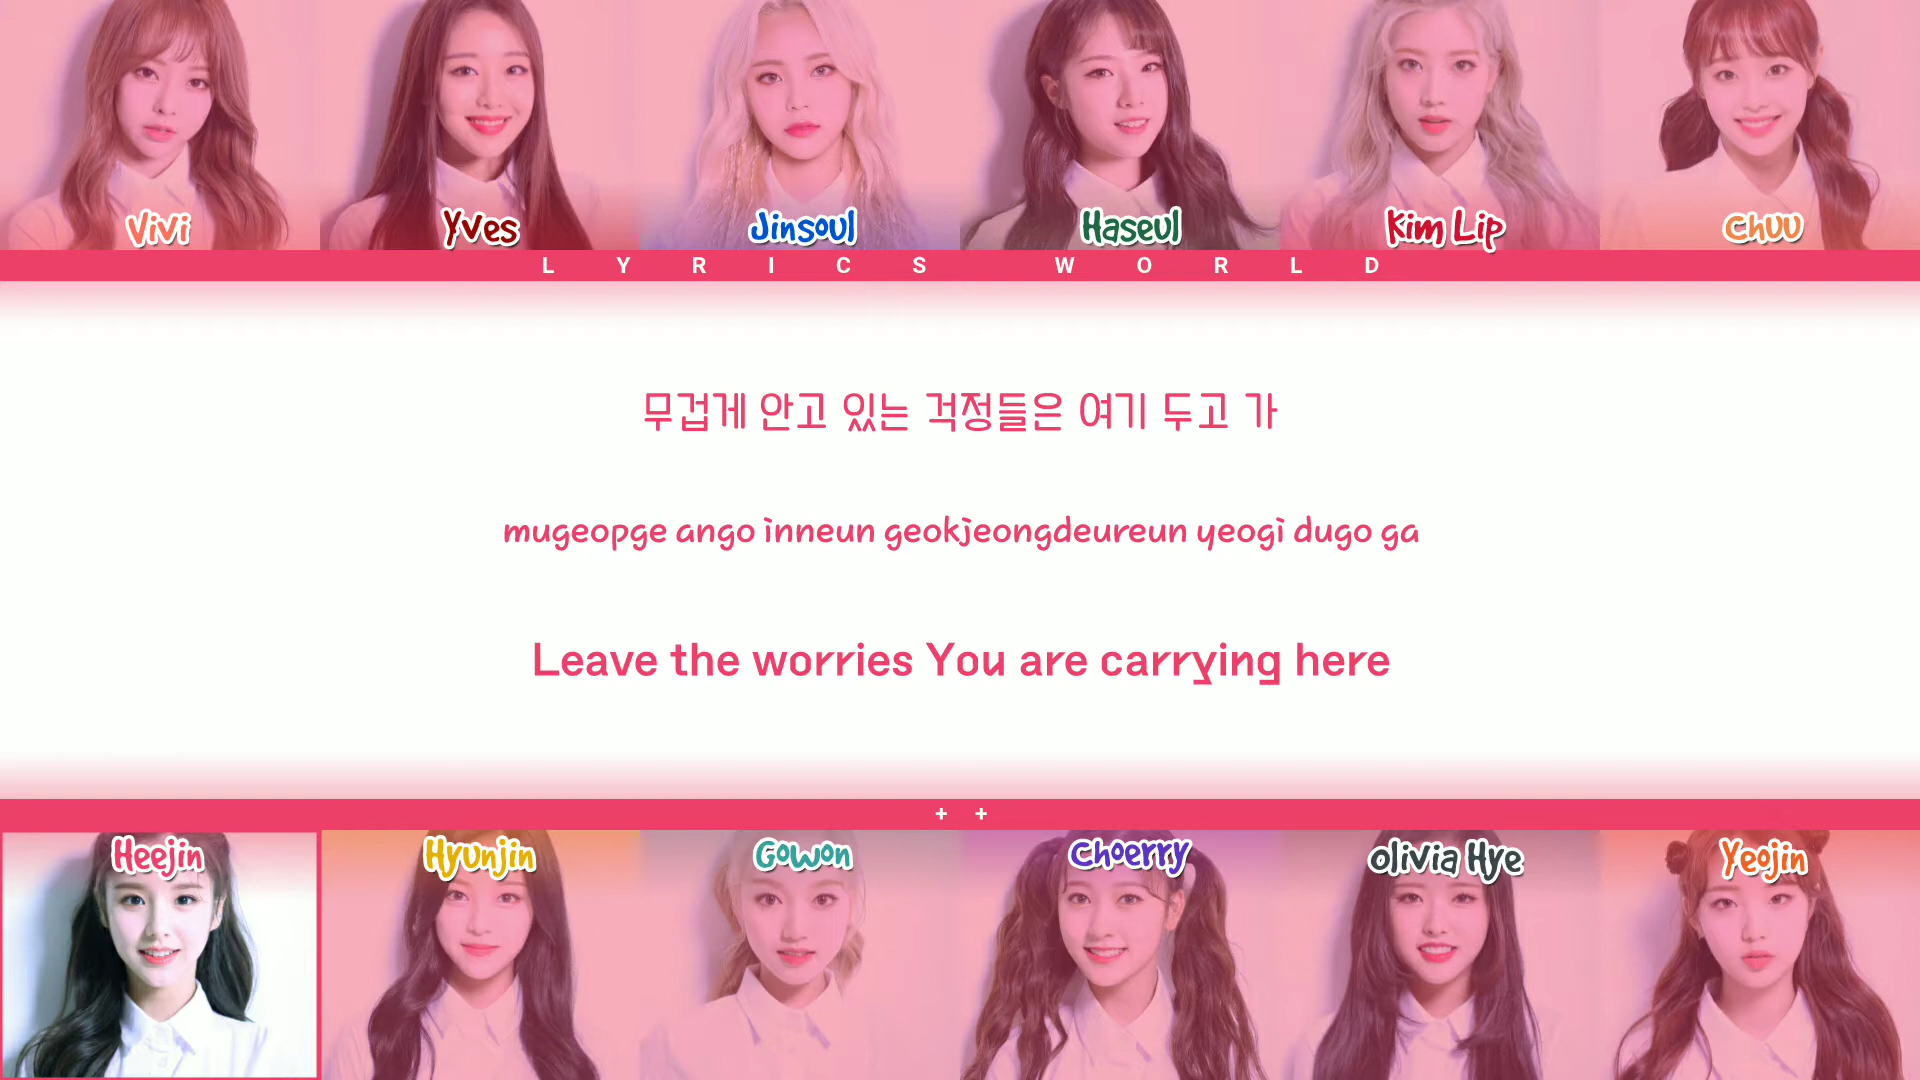 Vivi Yves Jinsoul Haseul Kim Lip Chuu
LYRICS WORLD
무겁게 안고 있는 걱정들은 여기 두고 가
mugeopge ango inneun geokjeongdeureun yeogi dugo ga
Leave the worries You are carrying here
+ +
Heejin Hyunjin Gowon Choerry olivia Hye Yeojin